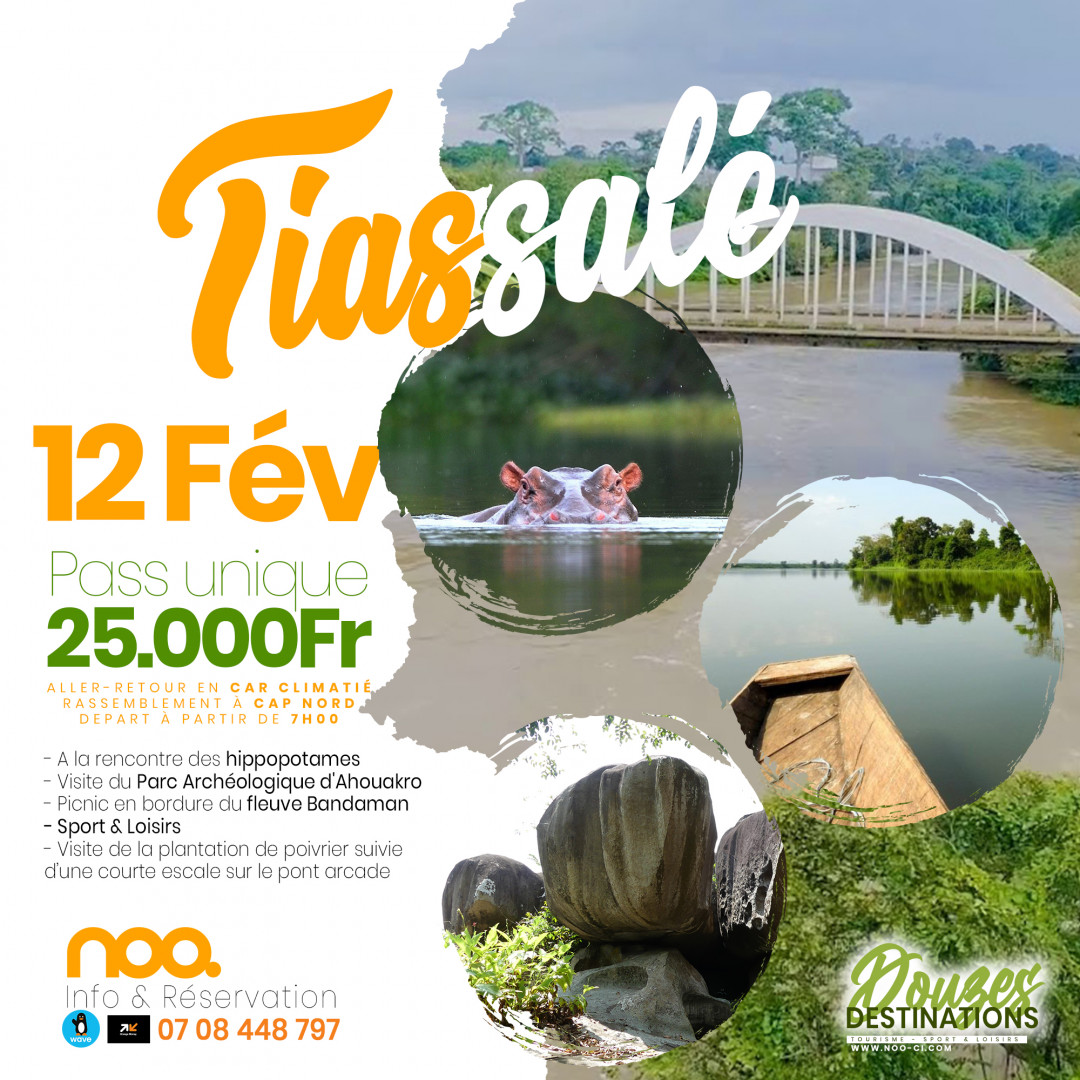 Tiassalé
12 Fév
Pass unique
25.000Fr
ALLER-RETOUR EN CAR CLIMATIÉ
RASSEMBLEMENT À CAP NORD
DEPART À PARTIR DE 7H00
- A la rencontre des hippopotames
- Visite du Parc Archéologique d'Ahouakro
- Picnic en bordure du fleuve Bandaman
- Sport & Loisirs
- Visite de la plantation de poivrier suivie
d'une courte escale sur le pont arcade
noo.
Info & Réservation
wave
07 08 448 797
Douzes
DESTINATIONS
TOURISME - SPORT & LOISIRS
WWW.NOO-CI.COM